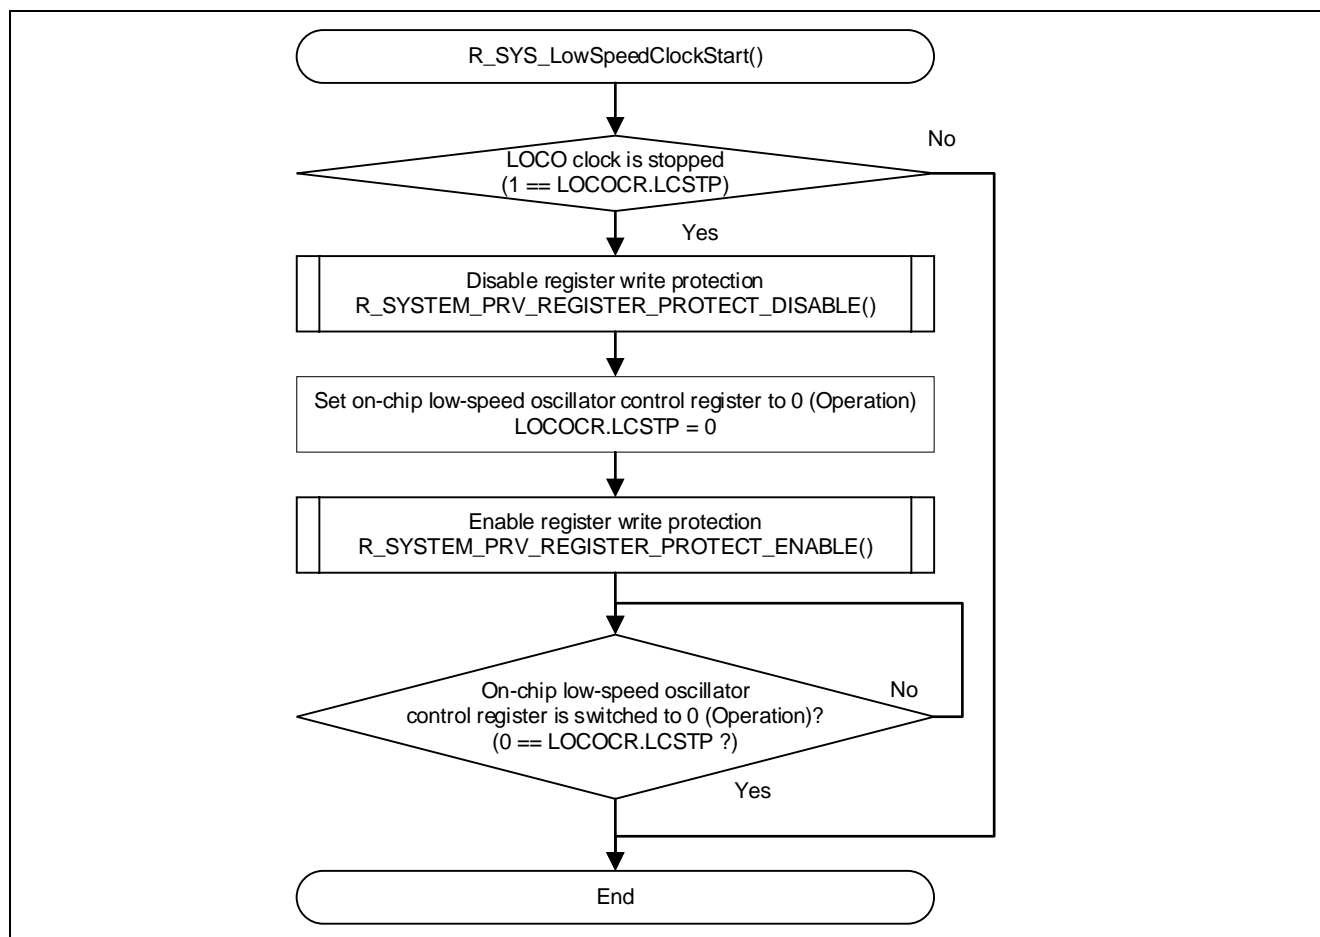 R_SYS_LowSpeedClockStart()
No
LOCO clock is stopped
(1 == LOCOCR.LCSTP)
Yes
Disable register write protection
R_SYSTEM_PRV_REGISTER_PROTECT_DISABLE()
Set on-chip low-speed oscillator control register to 0 (Operation)
LOCOCR.LCSTP = 0
Enable register write protection
R_SYSTEM_PRV_REGISTER_PROTECT_ENABLE()
On-chip low-speed oscillator
No
control register is switched to 0 (Operation)?
(0 == LOCOCR.LCSTP ?)
Yes
End